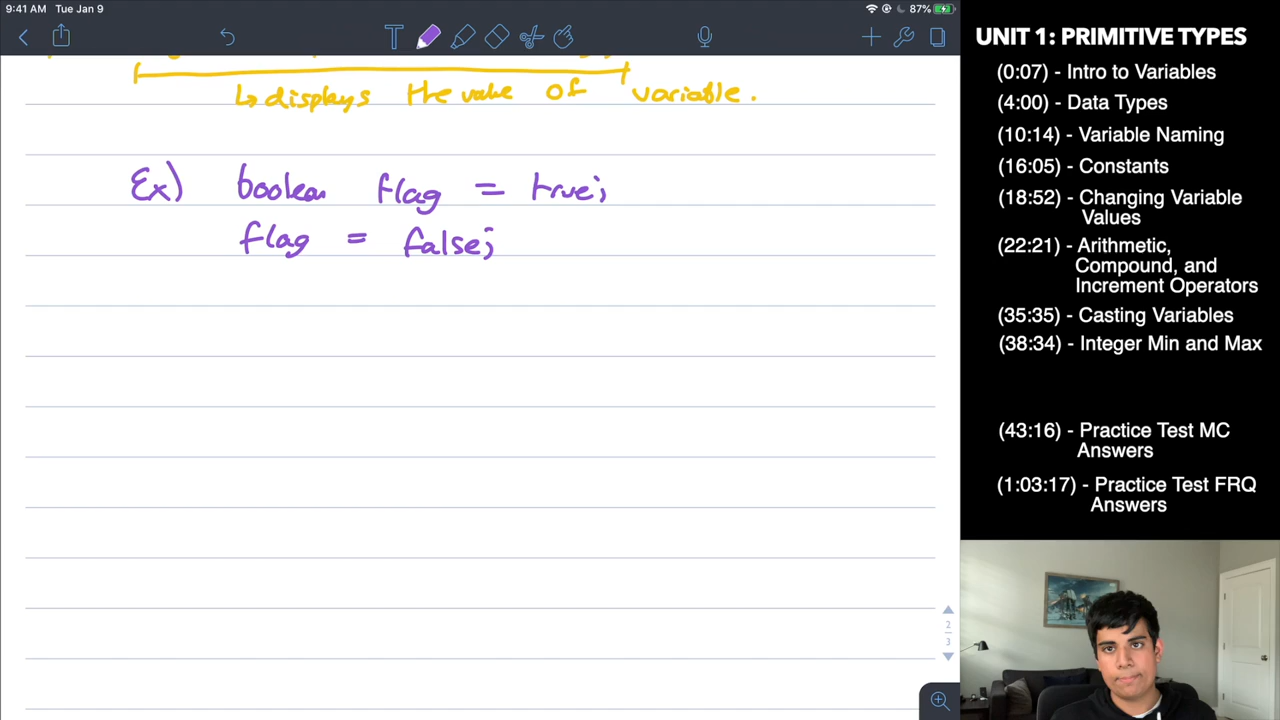 9:41 AM Tue Jan 9
87%
T
↳ displays the value of variable.
Ex) boolean flag = true;
flag = false;
2
3
UNIT 1: PRIMITIVE TYPES
(0:07) - Intro to Variables
(4:00) - Data Types
(10:14) - Variable Naming
(16:05) - Constants
(18:52) - Changing Variable
Values
(22:21) - Arithmetic,
Compound, and
Increment Operators
(35:35) - Casting Variables
(38:34) - Integer Min and Max
(43:16) - Practice Test MC
Answers
(1:03:17) - Practice Test FRQ
Answers